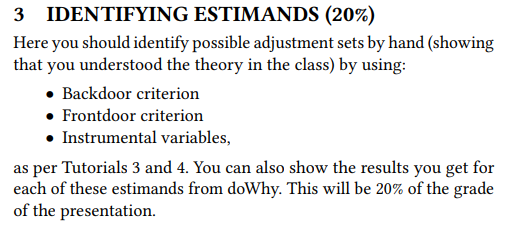 3 IDENTIFYING ESTIMANDS (20%)
Here you should identify possible adjustment sets by hand (showing
that you understood the theory in the class) by using:
• Backdoor criterion
• Frontdoor criterion
• Instrumental variables,
as per Tutorials 3 and 4. You can also show the results you get for
each of these estimands from doWhy. This will be 20% of the grade
of the presentation.